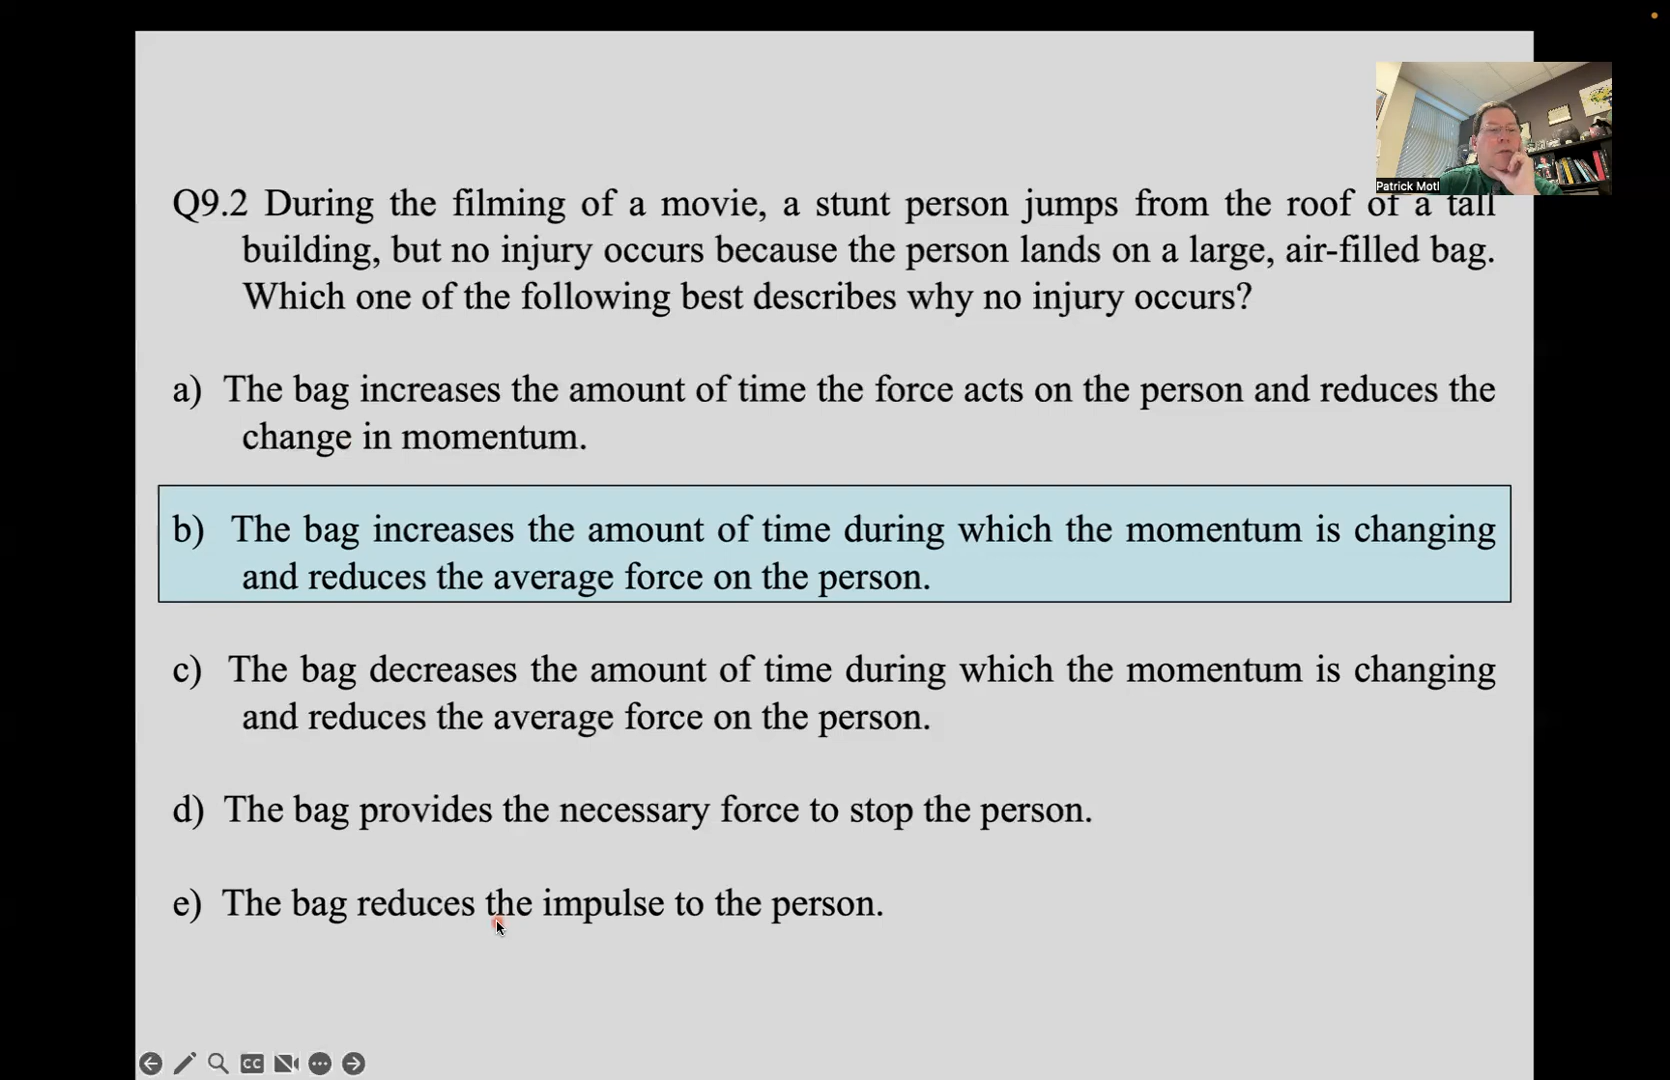 Patrick Motl
Q9.2 During the filming of a movie, a stunt person jumps from the roof of a tall
building, but no injury occurs because the person lands on a large, air-filled bag.
Which one of the following best describes why no injury occurs?
a) The bag increases the amount of time the force acts on the person and reduces the
change in momentum.
b) The bag increases the amount of time during which the momentum is changing
and reduces the average force on the person.
c) The bag decreases the amount of time during which the momentum is changing
and reduces the average force on the person.
d) The bag provides the necessary force to stop the person.
e) The bag reduces the impulse to the person.
CC